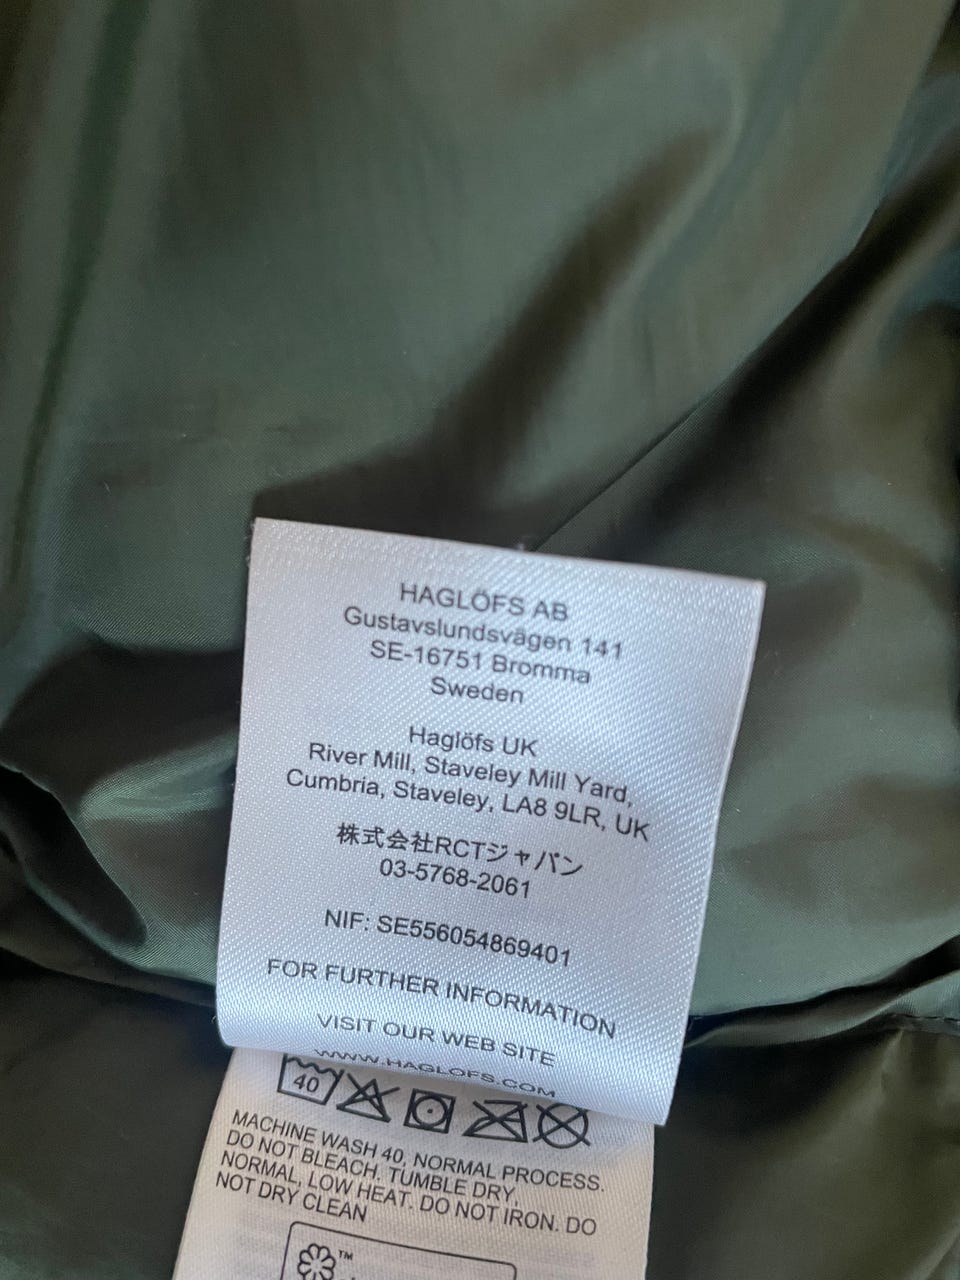 HAGLÖFS AB
Gustavslundsvägen 141
SE-16751 Bromma
Sweden
Haglöfs UK
River Mill, Staveley Mill Yard,
Cumbria, Staveley, LA8 9LR, UK
株式会社RCTジャパン
03-5768-2061
NIF: SE556054869401
FOR FURTHER INFORMATION
VISIT OUR WEB SITE
WWW.HAGLOFS.COM
40
MACHINE WASH 40, NORMAL PROCESS.
DO NOT BLEACH. TUMBLE DRY,
NORMAL, LOW HEAT. DO NOT IRON. DO
NOT DRY CLEAN
TM